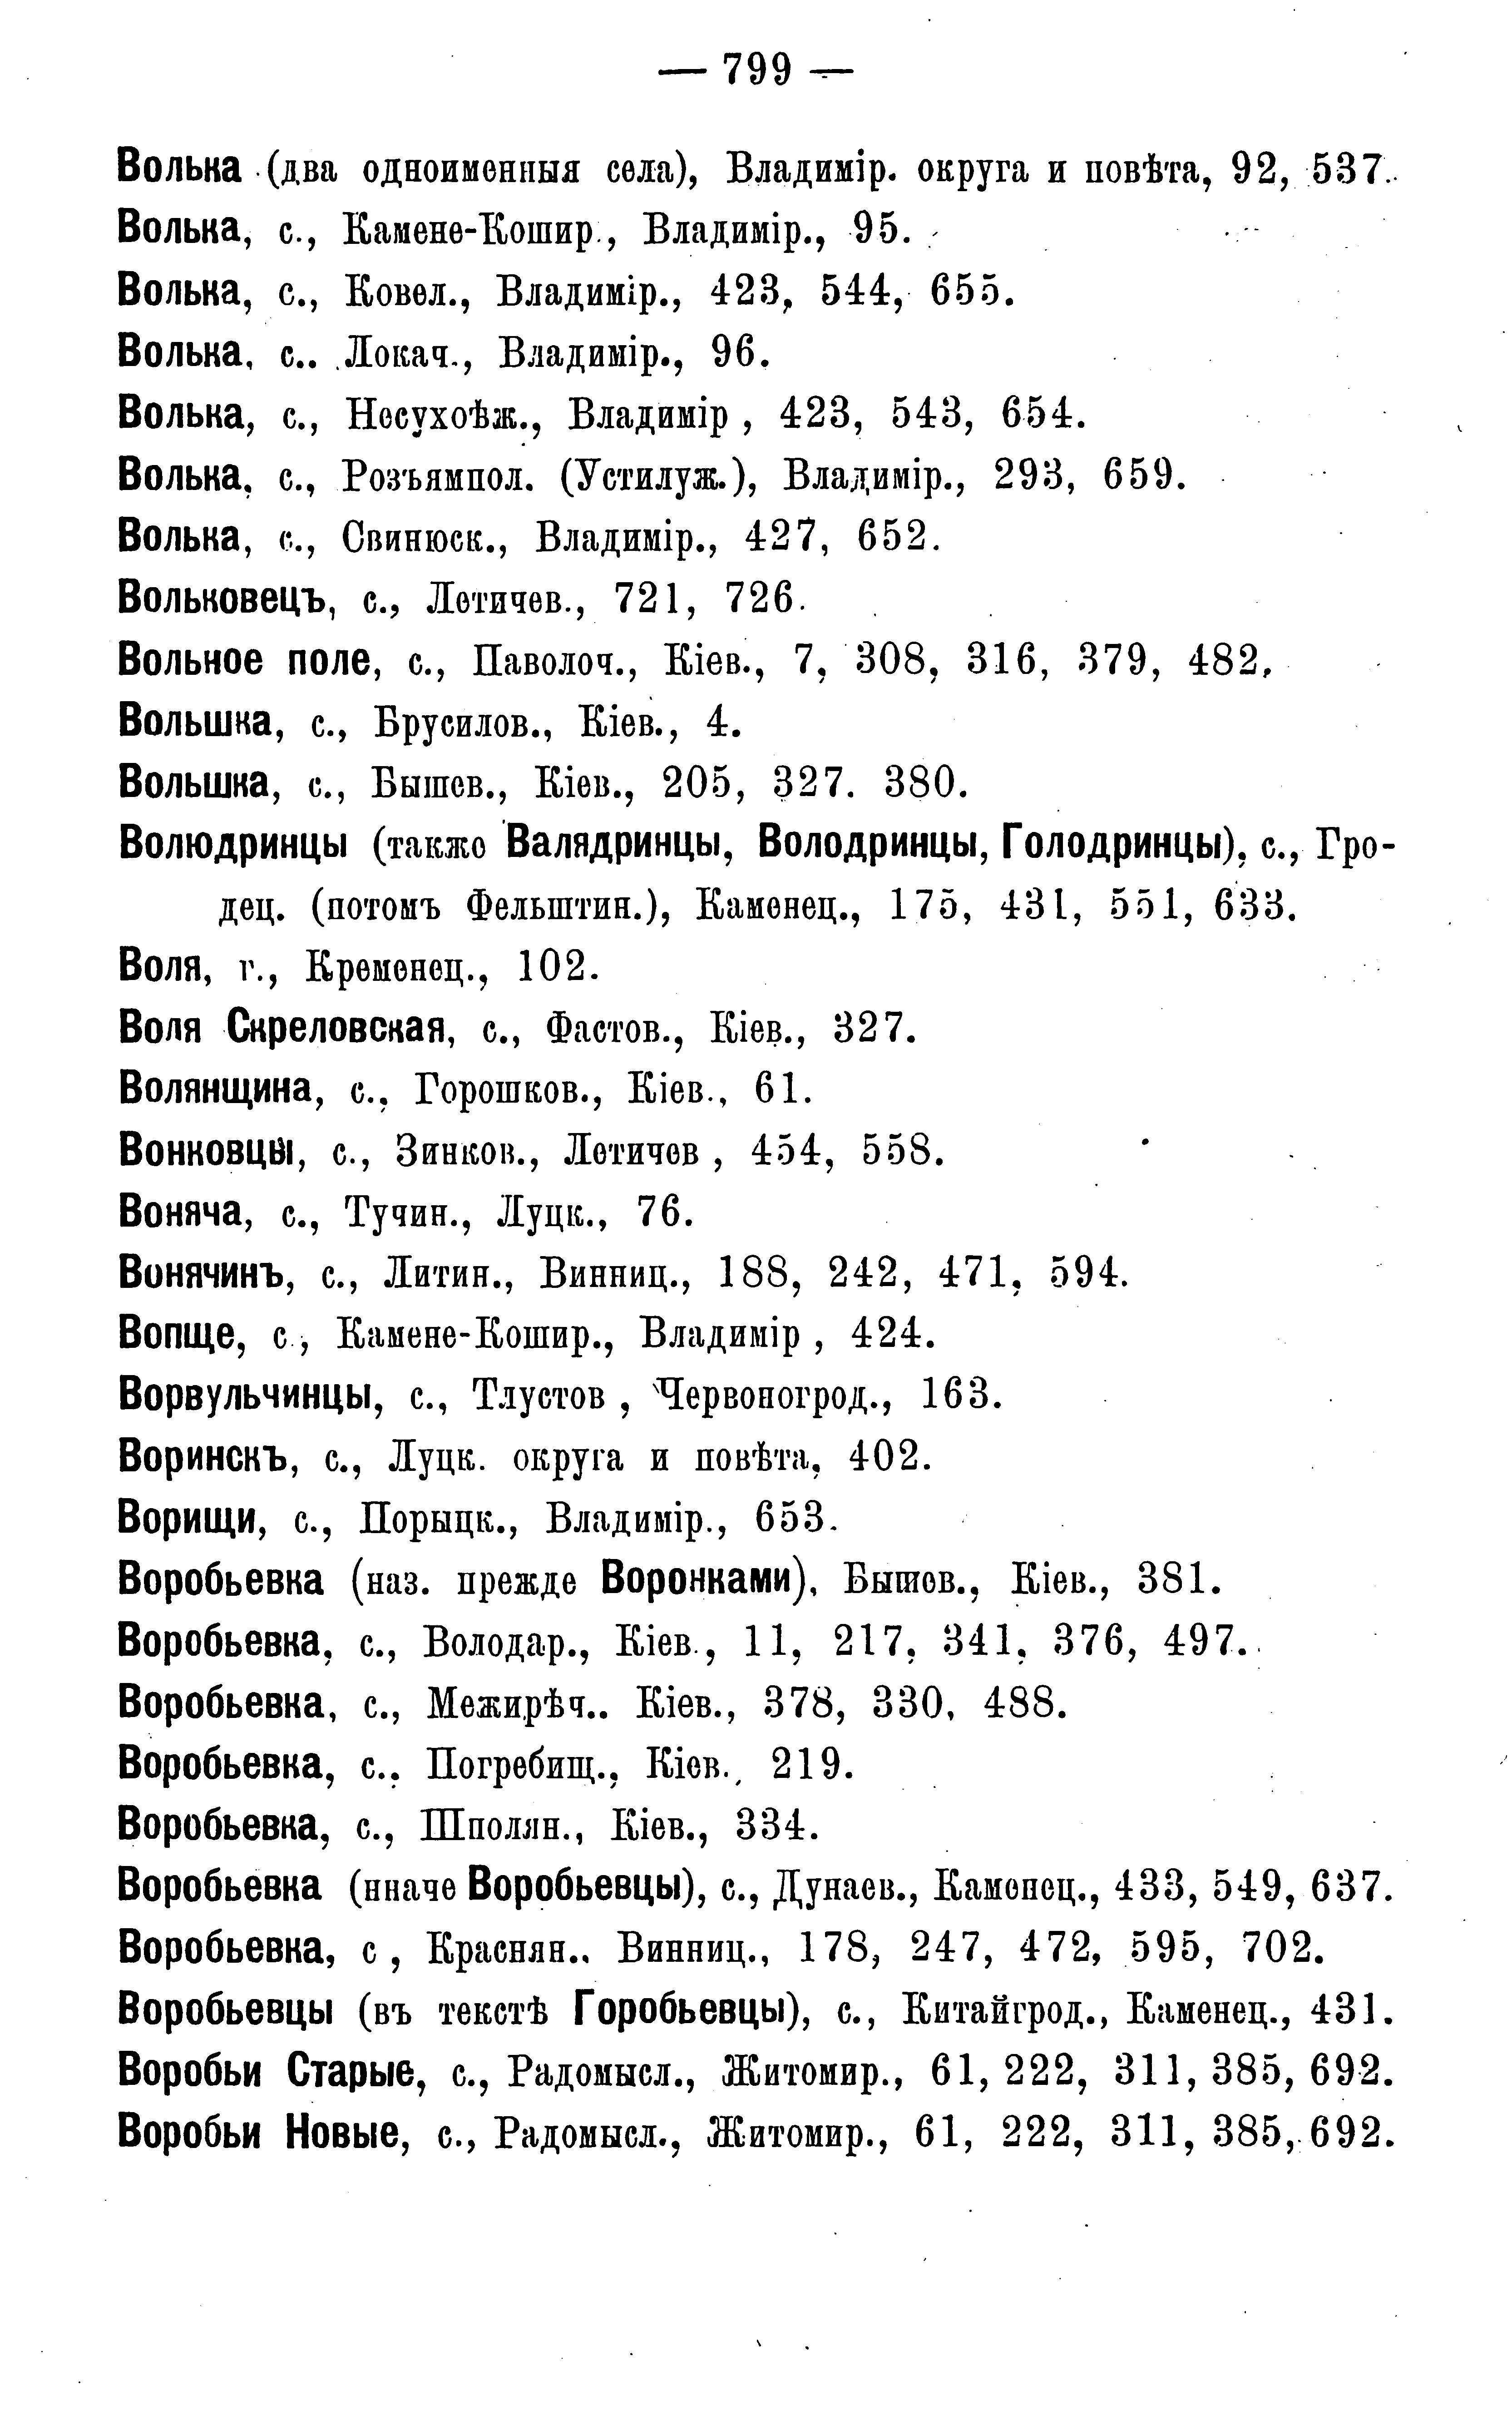 — 799 —
Волька (два одноименныя села), Владимір. округа и повѣта, 92, 537.
Волька, с., Камене-Кошир., Владимір., 95.
Волька, с., Ковел., Владимір., 423, 544, 655.
Волька, с.. Локач., Владимір., 96.
Волька, с., Несухоѣж., Владимір , 423, 543, 654.
Волька, с., Розъямпол. (Устилуж.), Владимір., 293, 659.
Волька, с., Свинюск., Владимір., 427, 652.
Вольковецъ, с., Летичев., 721, 726.
Вольное поле, с., Паволоч., Кіев., 7, 308, 316, 379, 482.
Вольшка, с., Брусилов., Кіев., 4.
Вольшка, с., Бышев., Кіев., 205, 327. 380.
Волюдринцы (также Валядринцы, Володринцы, Голодринцы), с., Гро-
дец. (потомъ Фельштин.), Каменец., 175, 431, 551, 633.
Воля, г., Кременец., 102.
Воля Скреловская, с., Фастов., Кіев., 327.
Волянщина, с., Горошков., Кіев., 61.
Вонковцы, с., Зинков., Летичев , 454, 558.
Воняча, с., Тучин., Луцк., 76.
Вонячинъ, с., Литин., Винниц., 188, 242, 471, 594.
Вопще, с., Камене-Кошир., Владимір , 424.
Ворвульчинцы, с., Тлустов , Червоногрод., 163.
Воринскъ, с., Луцк. округа и повѣта, 402.
Ворищи, с., Порыцк., Владимір., 653.
Воробьевка (наз. прежде Воронками), Бышев., Кіев., 381.
Воробьевка, с., Володар., Кіев., 11, 217, 341, 376, 497.
Воробьевка, с., Межирѣч.. Кіев., 378, 330, 488.
Воробьевка, с., Погребищ., Кіев., 219.
Воробьевка, с., Шполян., Кіев., 334.
Воробьевка (нначе Воробьевцы), с., Дунаев., Каменец., 433, 549, 637.
Воробьевка, с , Краснян.. Винниц., 178, 247, 472, 595, 702.
Воробьевцы (въ текстѣ Горобьевцы), с., Китайгрод., Каменец., 431.
Воробьи Старые, с., Радомысл., Житомир., 61, 222, 311, 385, 692.
Воробьи Новые, с., Радомысл., Житомир., 61, 222, 311, 385, 692.